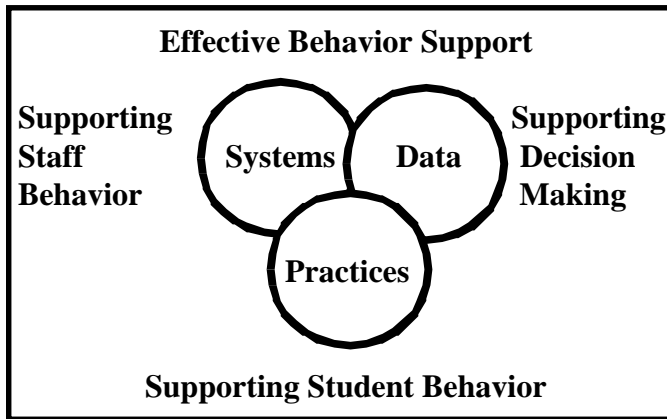 Effective Behavior Support
Supporting
Staff
Behavior
Systems
Data
Supporting
Decision
Making
Practices
Supporting Student Behavior